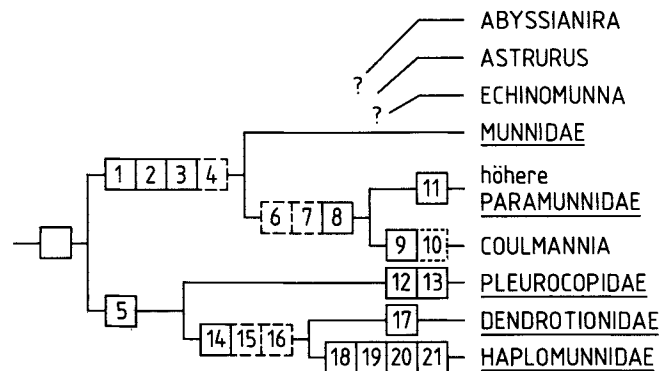 ABYSSIANIRA
ASTRURUS
?
ECHINOMUNNA
?
MUNNIDAE
1 2 3 4
11 höhere
PARAMUNNIDAE
6 7 8
9 10 COULMANNIA
12 13 PLEUROCOPIDAE
5
17 DENDROTIONIDAE
14 15 16
18 19 20 21 HAPLOMUNNIDAE